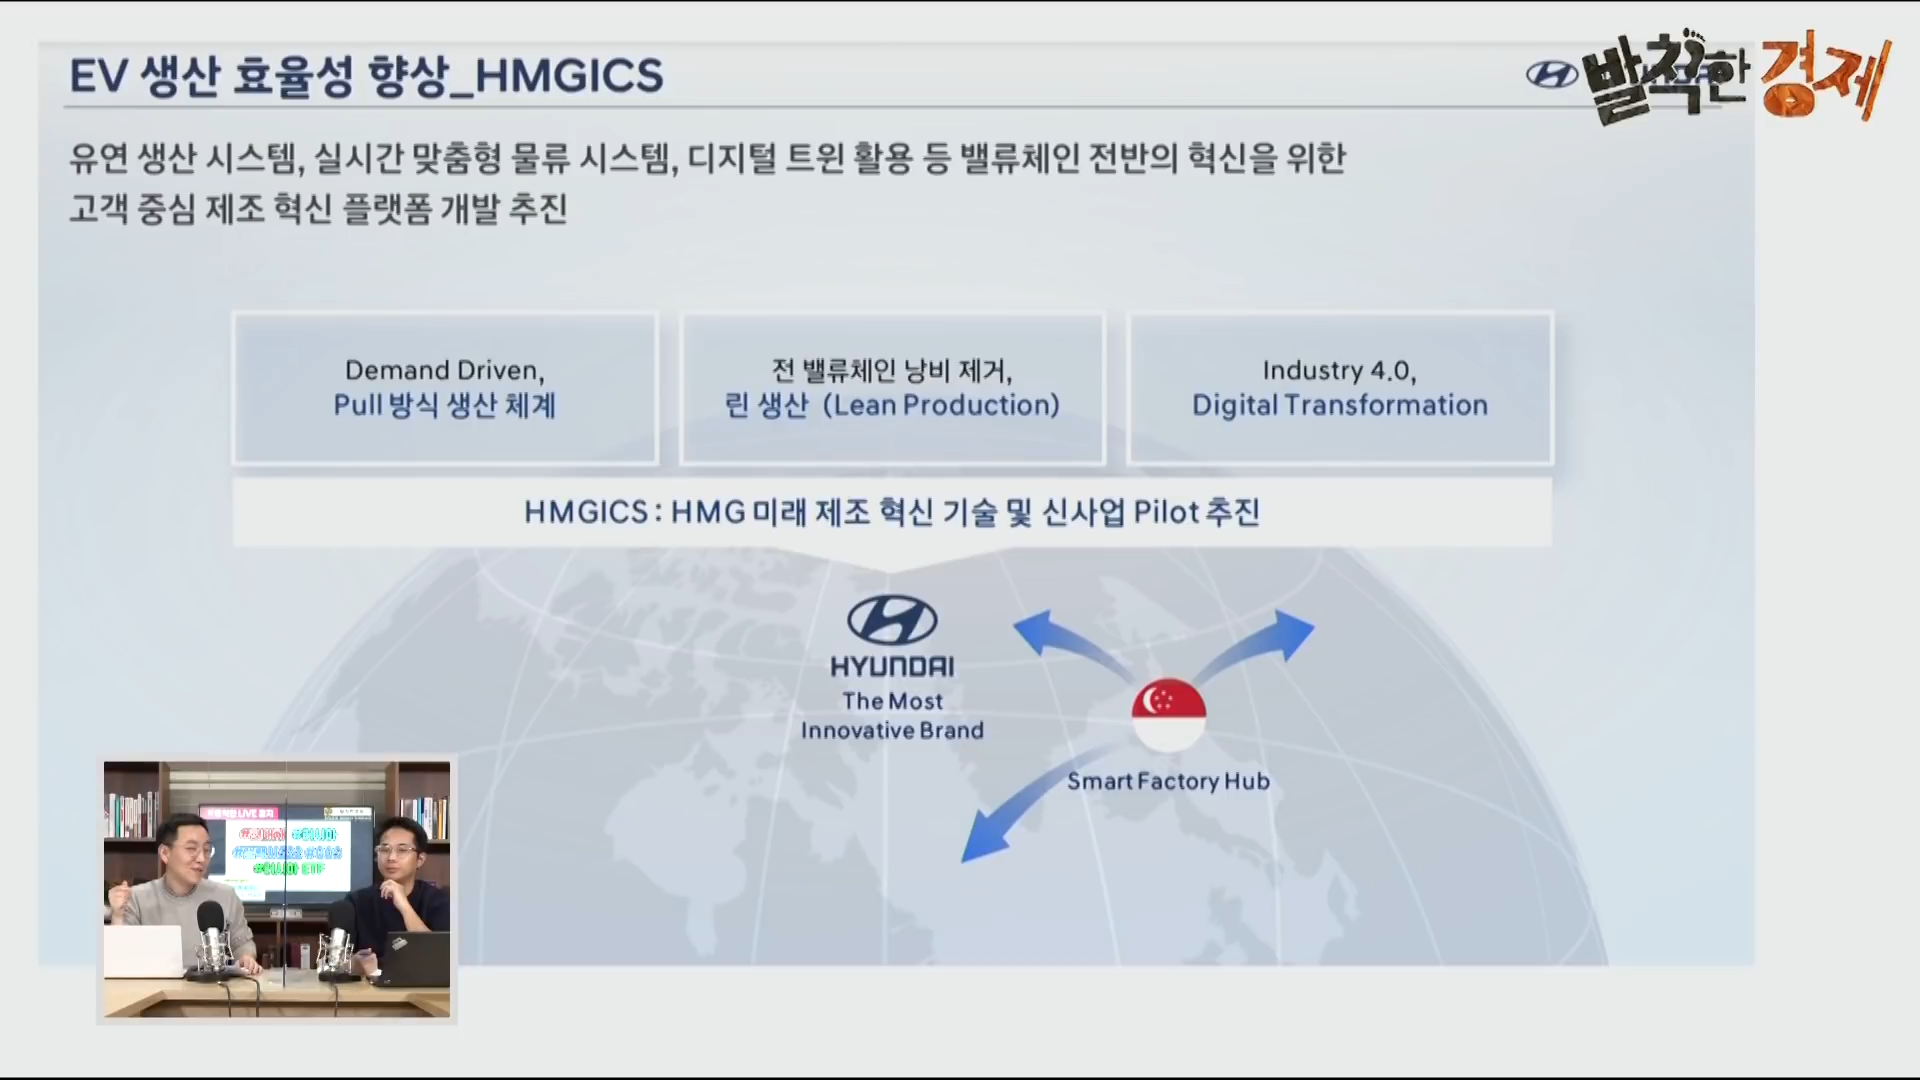 EV 생산 효율성 향상_HMGICS
발칙한 경제
유연 생산 시스템, 실시간 맞춤형 물류 시스템, 디지털 트윈 활용 등 밸류체인 전반의 혁신을 위한
고객 중심 제조 혁신 플랫폼 개발 추진
Demand Driven,
Pull 방식 생산 체계
전 밸류체인 낭비 제거,
린 생산 (Lean Production)
Industry 4.0,
Digital Transformation
HMGICS : HMG 미래 제조 혁신 기술 및 신사업 Pilot 추진
HYUNDAI
The Most
Innovative Brand
Smart Factory Hub